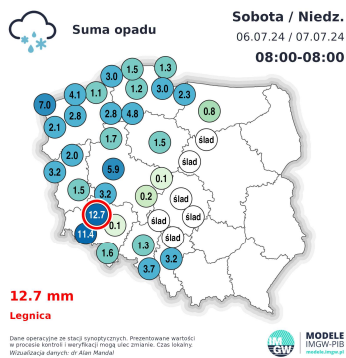 Suma opadu
Sobota / Niedz.
06.07.24 / 07.07.24
08:00-08:00
1.5
1.3
3.0
4.1
1.1
1.2
3.0
2.3
7.0
2.8
2.8
4.8
0.8
2.1
1.7
1.5
ślad
2.0
ślad
3.2
5.9
0.1
1.5
3.2
0.2
ślad
12.7
ślad
ślad
11.4
0.1
ślad
1.6
1.3
3.2
3.7
12.7 mm
Legnica
Dane operacyjne ze stacji synoptycznych. Prezentowane wartości
w procesie kontroli i weryfikacji mogą ulec zmianie. Czas lokalny.
Wizualizacja danych: dr Alan Mandal
IM
GW
MODELE
IMGW-PIB
modele.imgw.pl